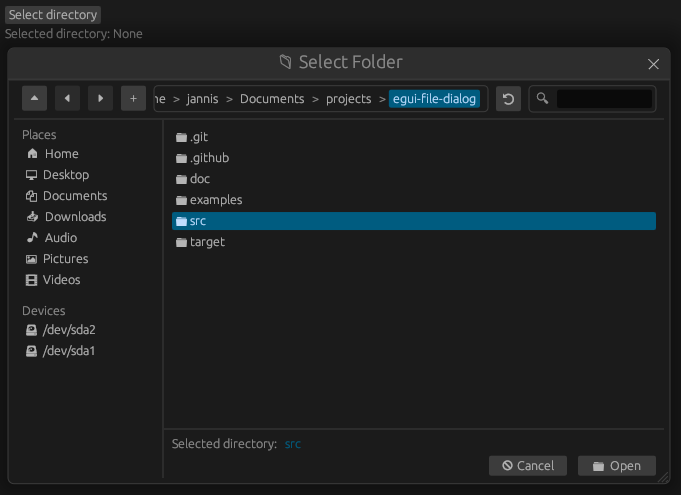 Select directory
Selected directory: None
Select Folder
+ me > jannis > Documents > projects > egui-file-dialog
Places
Home
Desktop
Documents
Downloads
Audio
Pictures
Videos
Devices
/dev/sda2
/dev/sda1
.git
.github
doc
examples
src
target
Selected directory: src
Cancel Open